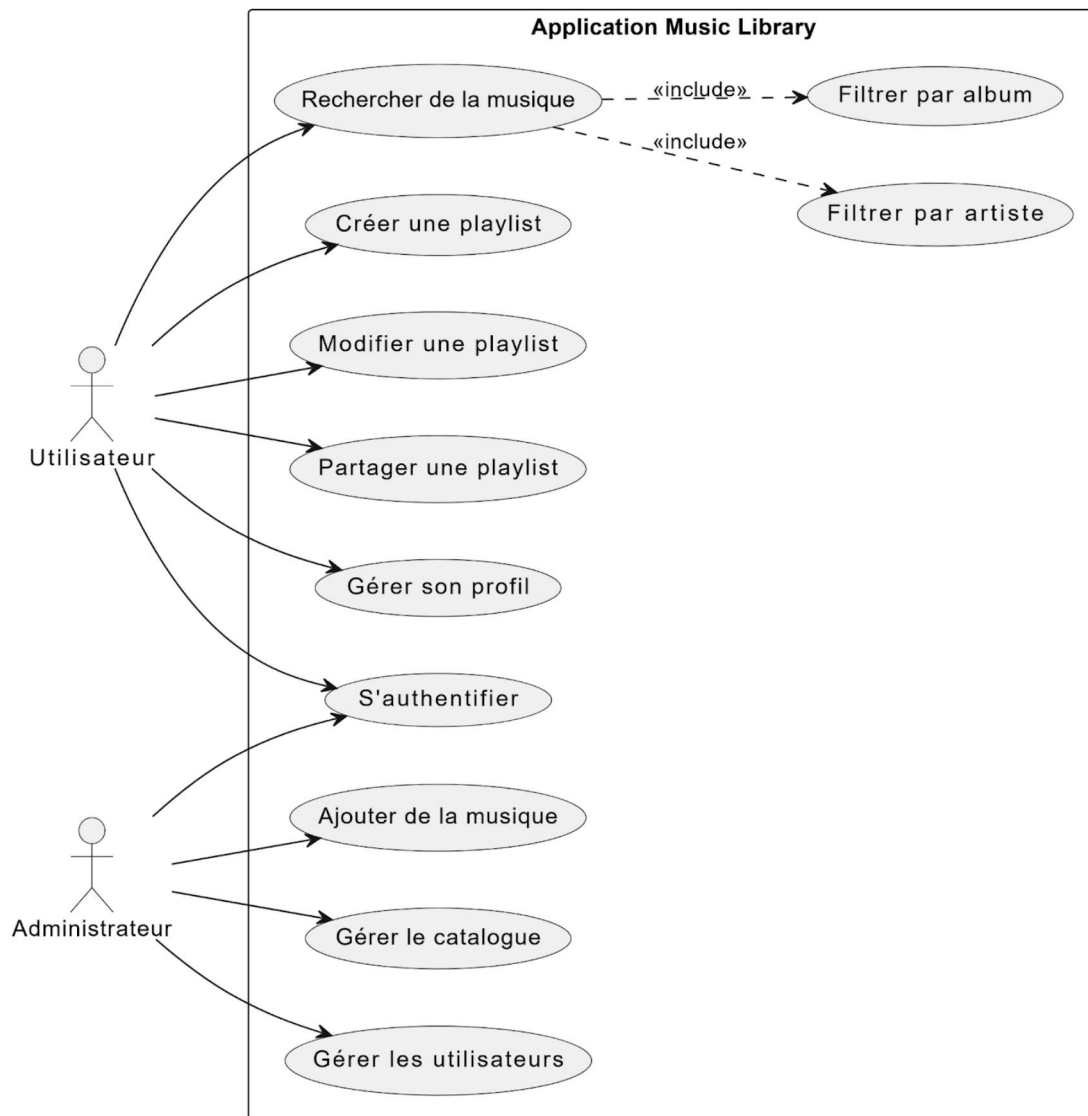 Application Music Library
Rechercher de la musique
«include»
Filtrer par album
«include»
Filtrer par artiste
Créer une playlist
Modifier une playlist
Partager une playlist
Utilisateur
Gérer son profil
S'authentifier
Ajouter de la musique
Administrateur
Gérer le catalogue
Gérer les utilisateurs